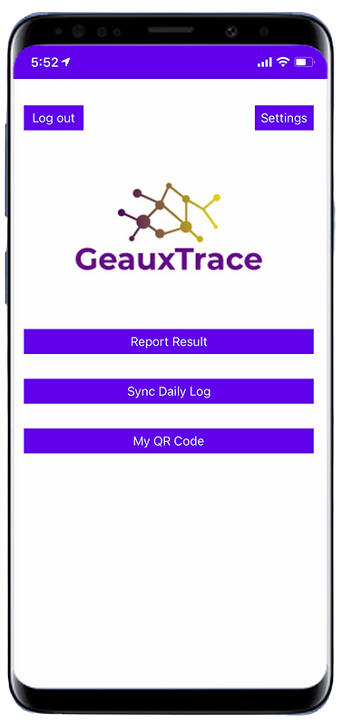 5:52
Log out
Settings
GeauxTrace
Report Result
Sync Daily Log
My QR Code